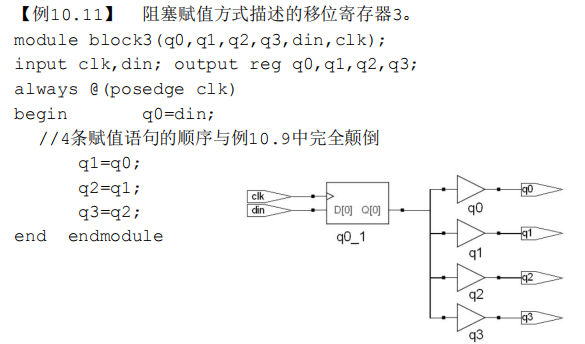 【例10.11】 阻塞赋值方式描述的移位寄存器3。
module block3(q0,q1,q2,q3,din,clk);
input clk,din; output reg q0,q1,q2,q3;
always @(posedge clk)
begin q0=din;
//4条赋值语句的顺序与例10.9中完全颠倒
q1=q0;
q2=q1;
q3=q2;
end endmodule
clk
din
D[0] Q[0]
q0_1
q0
q0
q1
q1
q2
q2
q3
q3